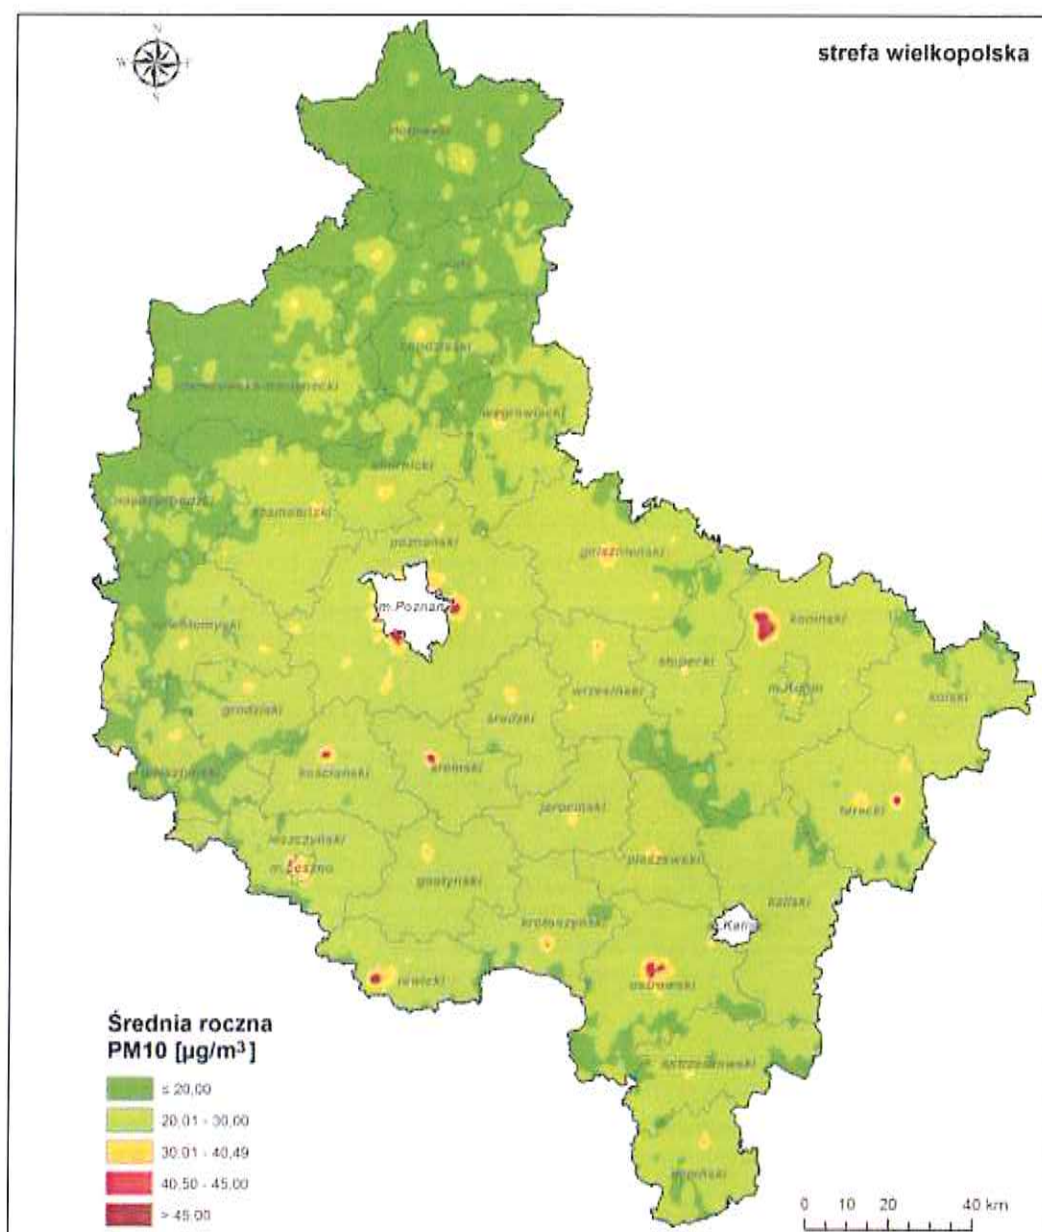 strefa wielkopolska
N
W
E
złotowski
pilski
chodzieski
czarnkowsko-trzcianecki
wągrowiecki
obornicki
międzychodzki
szamotulski
poznański
gnieźnieński
m.Poznań
koniński
nowotomyski
słupecki
wrzesiński
m.Konin
kolski
grodziski
średzki
wolsztyński
kościański
śremski
turecki
jarociński
leszczyński
m.Leszno
pleszewski
gostyński
kaliski
krotoszyński
m.Kalisz
rawicki
ostrowski
ostrzeszowski
kępiński
Średnia roczna
PM10 [µg/m³]
≤ 20,00
20,01 - 30,00
30,01 - 40,49
40,50 - 45,00
> 45,00
0 10 20 40 km